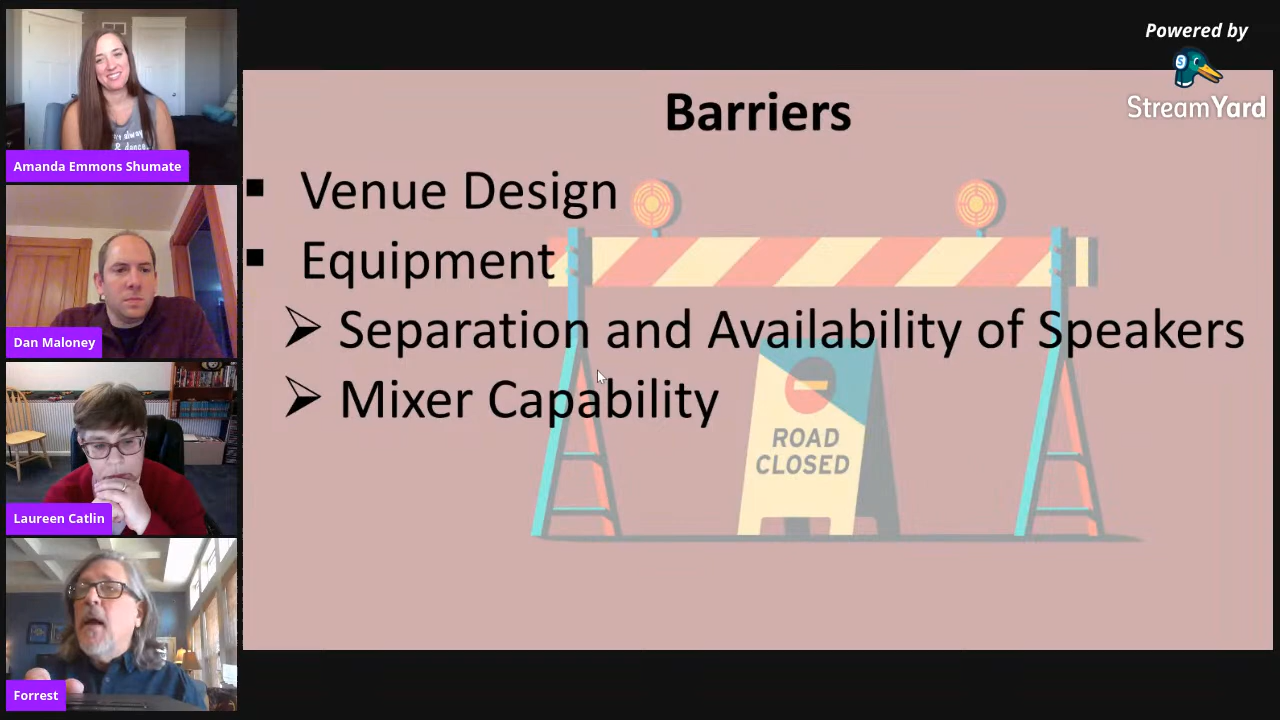 Powered by
StreamYard
Barriers
Venue Design
Equipment
Separation and Availability of Speakers
Mixer Capability
ROAD
CLOSED
Amanda Emmons Shumate
Dan Maloney
Laureen Catlin
Forrest